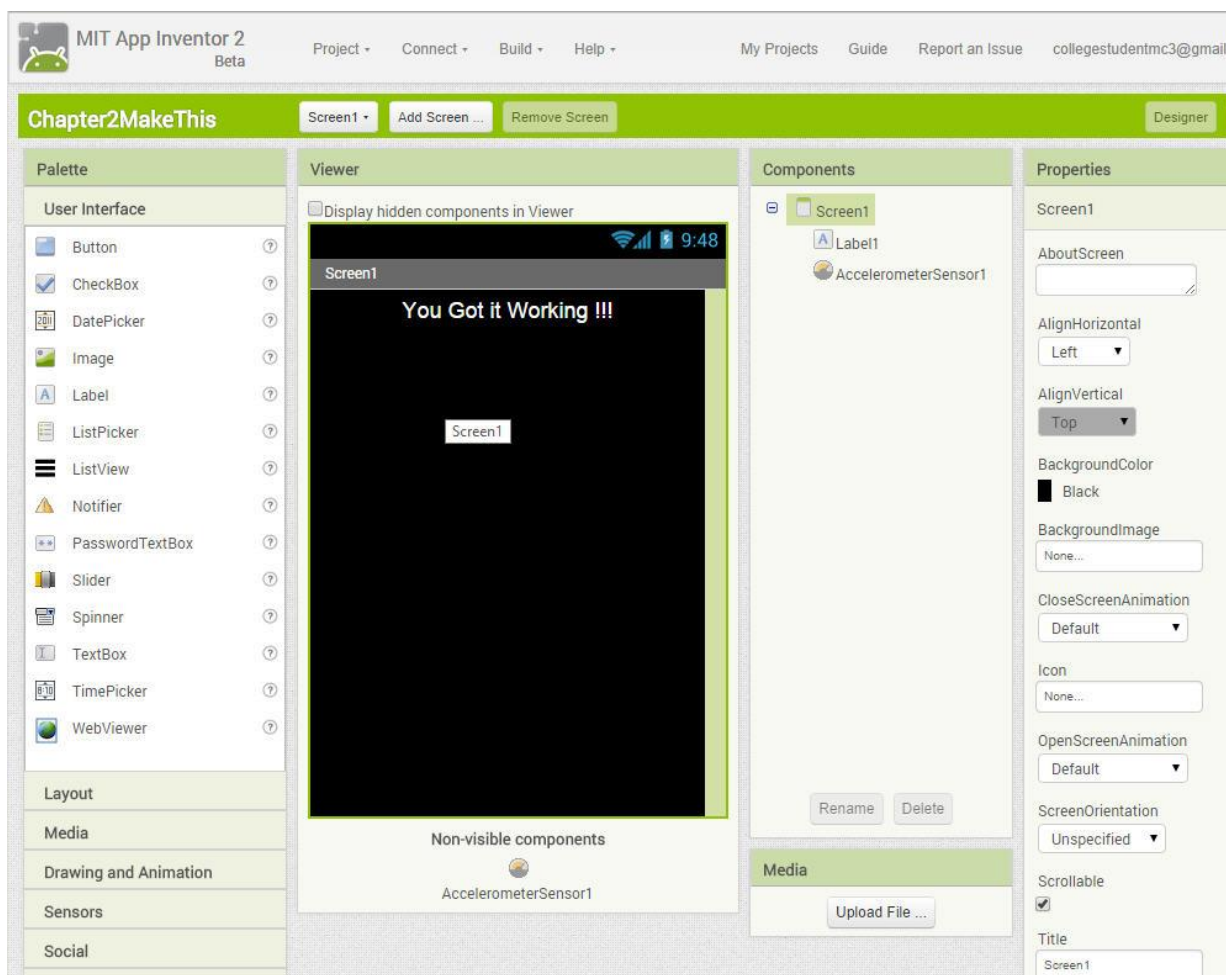 MIT App Inventor 2
Beta
Project Connect Build Help My Projects Guide Report an Issue collegestudentmc3@gmail
Chapter2MakeThis Screen1 Add Screen ... Remove Screen Designer
Palette
User Interface
Button
CheckBox
DatePicker
Image
Label
ListPicker
ListView
Notifier
PasswordTextBox
Slider
Spinner
TextBox
TimePicker
WebViewer
Layout
Media
Drawing and Animation
Sensors
Social
Viewer
Display hidden components in Viewer
9:48
Screen1
You Got it Working !!!
Screen1
Non-visible components
AccelerometerSensor1
Components
Screen1
Label1
AccelerometerSensor1
Rename Delete
Media
Upload File ...
Properties
Screen1
AboutScreen
AlignHorizontal
Left
AlignVertical
Top
BackgroundColor
Black
BackgroundImage
None...
CloseScreenAnimation
Default
Icon
None...
OpenScreenAnimation
Default
ScreenOrientation
Unspecified
Scrollable
Title
Screen1